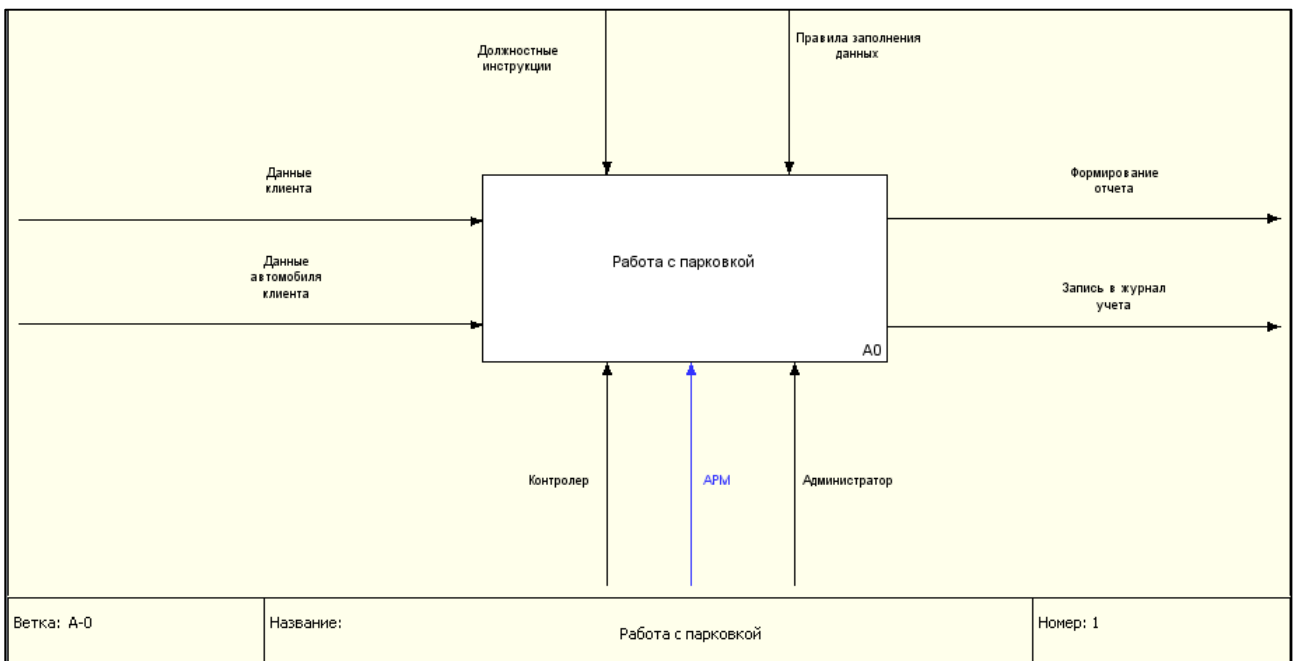 Должностные
инструкции
Правила заполнения
данных
Данные
клиента
Формирование
отчета
Данные
автомобиля
клиента
Работа с парковкой
Запись в журнал
учета
A0
Контролер
АРМ
Администратор
Ветка: A-0
Название:
Работа с парковкой
Номер: 1